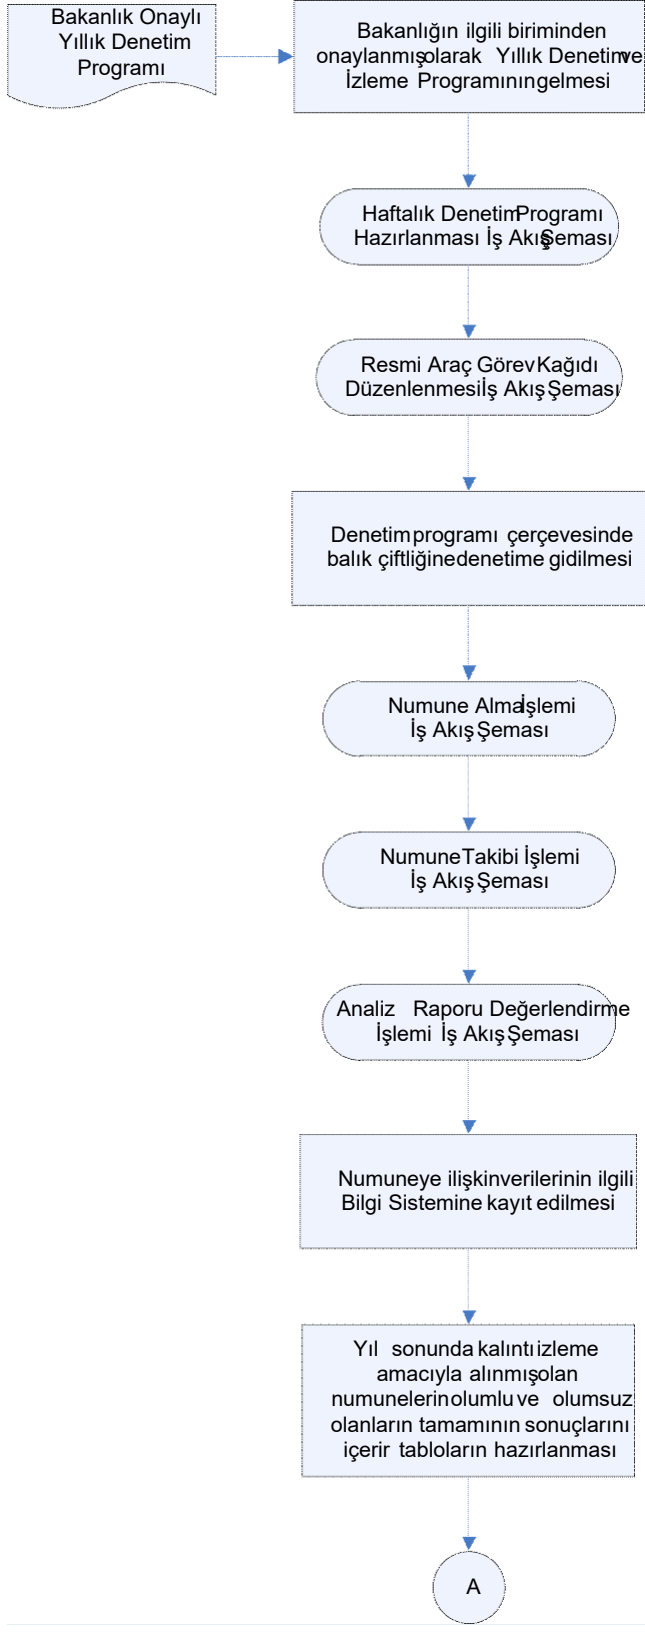 Bakanlık Onaylı
Yıllık Denetim
Programı
Bakanlığın ilgili biriminden
onaylanmış olarak Yıllık Denetim ve
İzleme Programının gelmesi
Haftalık Denetim Programı
Hazırlanması İş Akış Şeması
Resmi Araç Görev Kağıdı
Düzenlenmesi İş Akış Şeması
Denetim programı çerçevesinde
balık çiftliğine denetime gidilmesi
Numune Alma İşlemi
İş Akış Şeması
Numune Takibi İşlemi
İş Akış Şeması
Analiz Raporu Değerlendirme
İşlemi İş Akış Şeması
Numuneye ilişkin verilerinin ilgili
Bilgi Sistemine kayıt edilmesi
Yıl sonunda kalıntı izleme
amacıyla alınmış olan
numunelerin olumlu ve olumsuz
olanların tamamının sonuçlarını
içerir tabloların hazırlanması
A